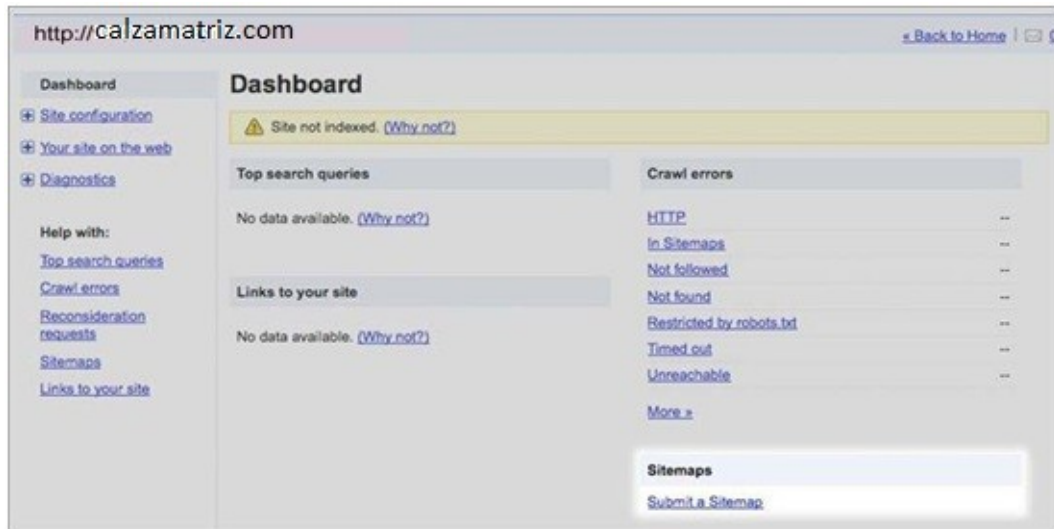 http://calzamatriz.com
« Back to Home |
Dashboard
Site configuration
Your site on the web
Diagnostics
Help with:
Top search queries
Crawl errors
Reconsideration
requests
Sitemaps
Links to your site
Dashboard
Site not indexed. (Why not?)
Top search queries
No data available. (Why not?)
Links to your site
No data available. (Why not?)
Crawl errors
HTTP --
In Sitemaps --
Not followed --
Not found --
Restricted by robots.txt --
Timed out --
Unreachable --
More »
Sitemaps
Submit a Sitemap